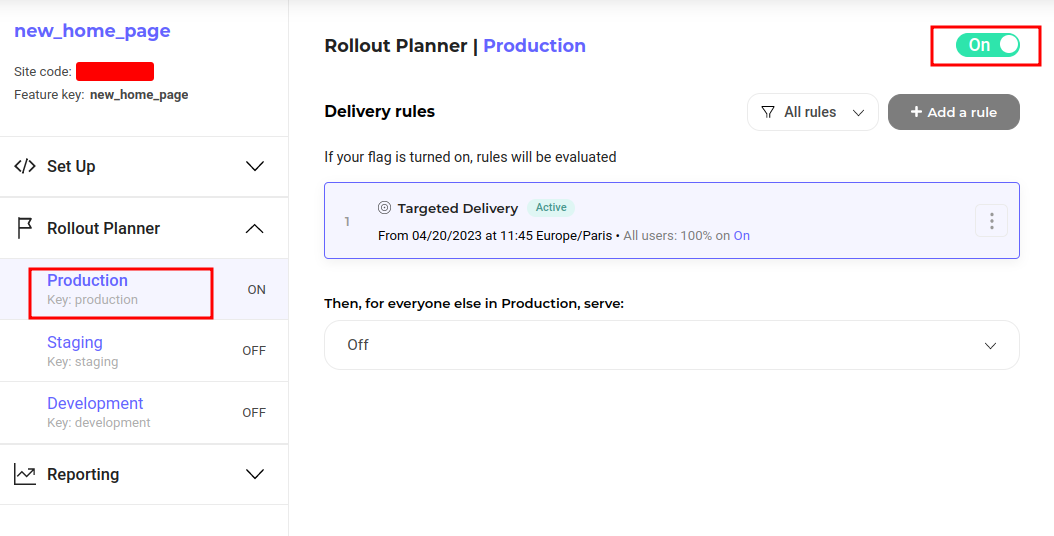 new_home_page
Site code:
Feature key: new_home_page
Set Up
Rollout Planner
Production
Key: production
ON
Staging
Key: staging
OFF
Development
Key: development
OFF
Reporting
Rollout Planner | Production
On
Delivery rules
All rules
+ Add a rule
If your flag is turned on, rules will be evaluated
1
Targeted Delivery Active
From 04/20/2023 at 11:45 Europe/Paris • All users: 100% on On
Then, for everyone else in Production, serve:
Off